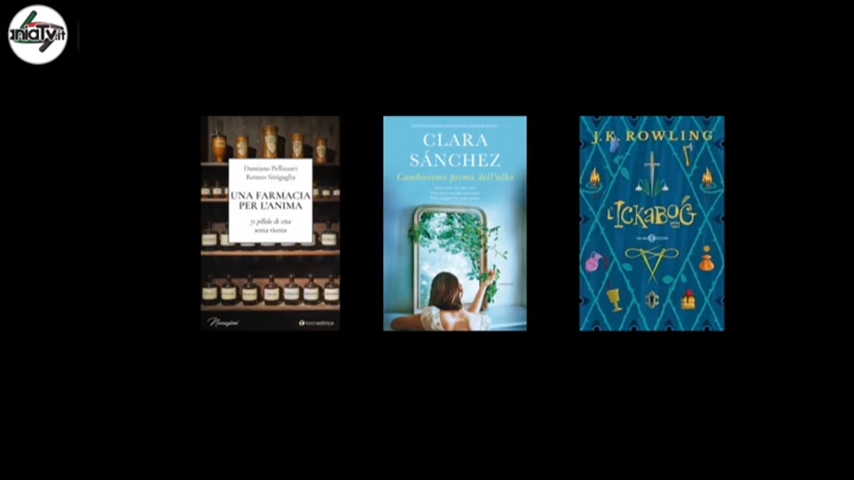 aniaTv.it
Damiano Pellizzari
Romeo Sinigaglia
UNA FARMACIA
PER L'ANIMA
71 pillole di vita
senza ricetta
Narrazioni
CLARA
SÁNCHEZ
Cambieremo prima dell'alba
J.K. ROWLING
L'ICKABOG